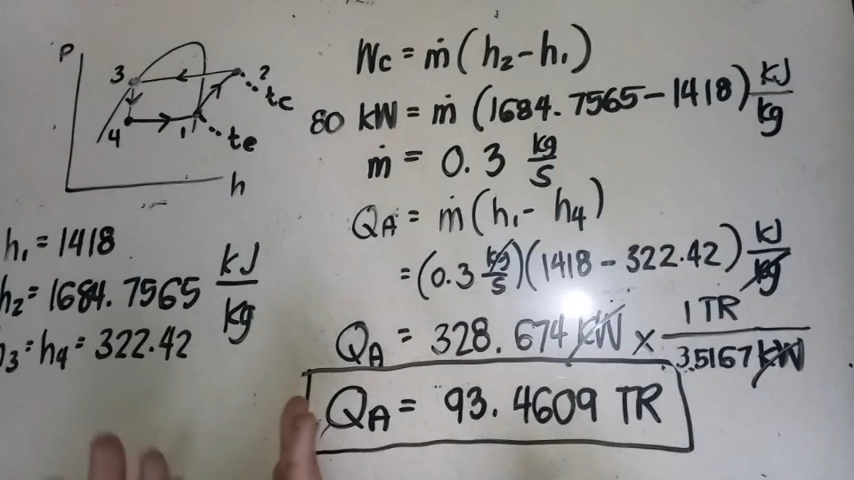 P
3
2
tc
4
1
te
h
h₁ = 1418
h₂ = 1684.7565 kJ/kg
h₃ = h₄ = 322.42
Wc = ṁ(h₂ - h₁)
80 kW = ṁ (1684.7565 - 1418) kJ/kg
ṁ = 0.3 kg/s
QA = ṁ(h₁ - h₄)
= (0.3 kg/s)(1418 - 322.42) kJ/kg
QA = 328.674 kW × 1 TR / 3.5167 kW
QA = 93.4609 TR